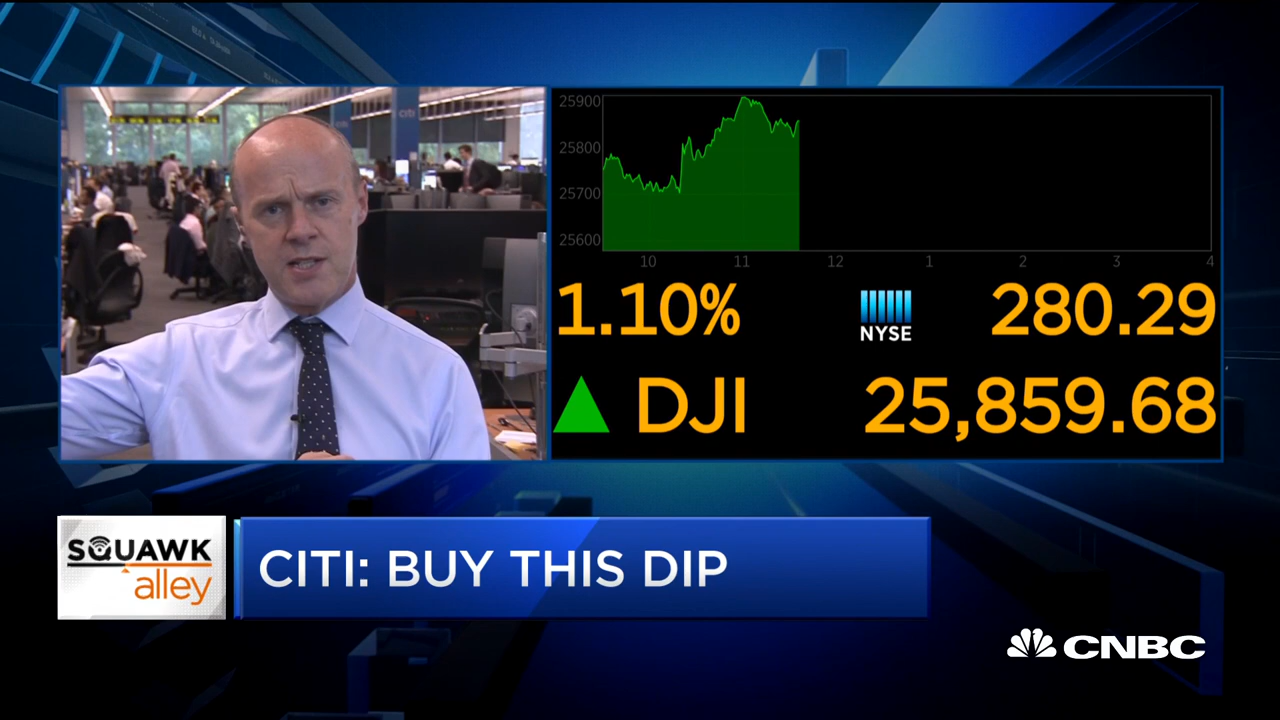 citi
25900
25800
25700
25600
10 11 12 1 2 3 4
1.10% NYSE 280.29
DJI 25,859.68
SQUAWK
alley
CITI: BUY THIS DIP
CNBC